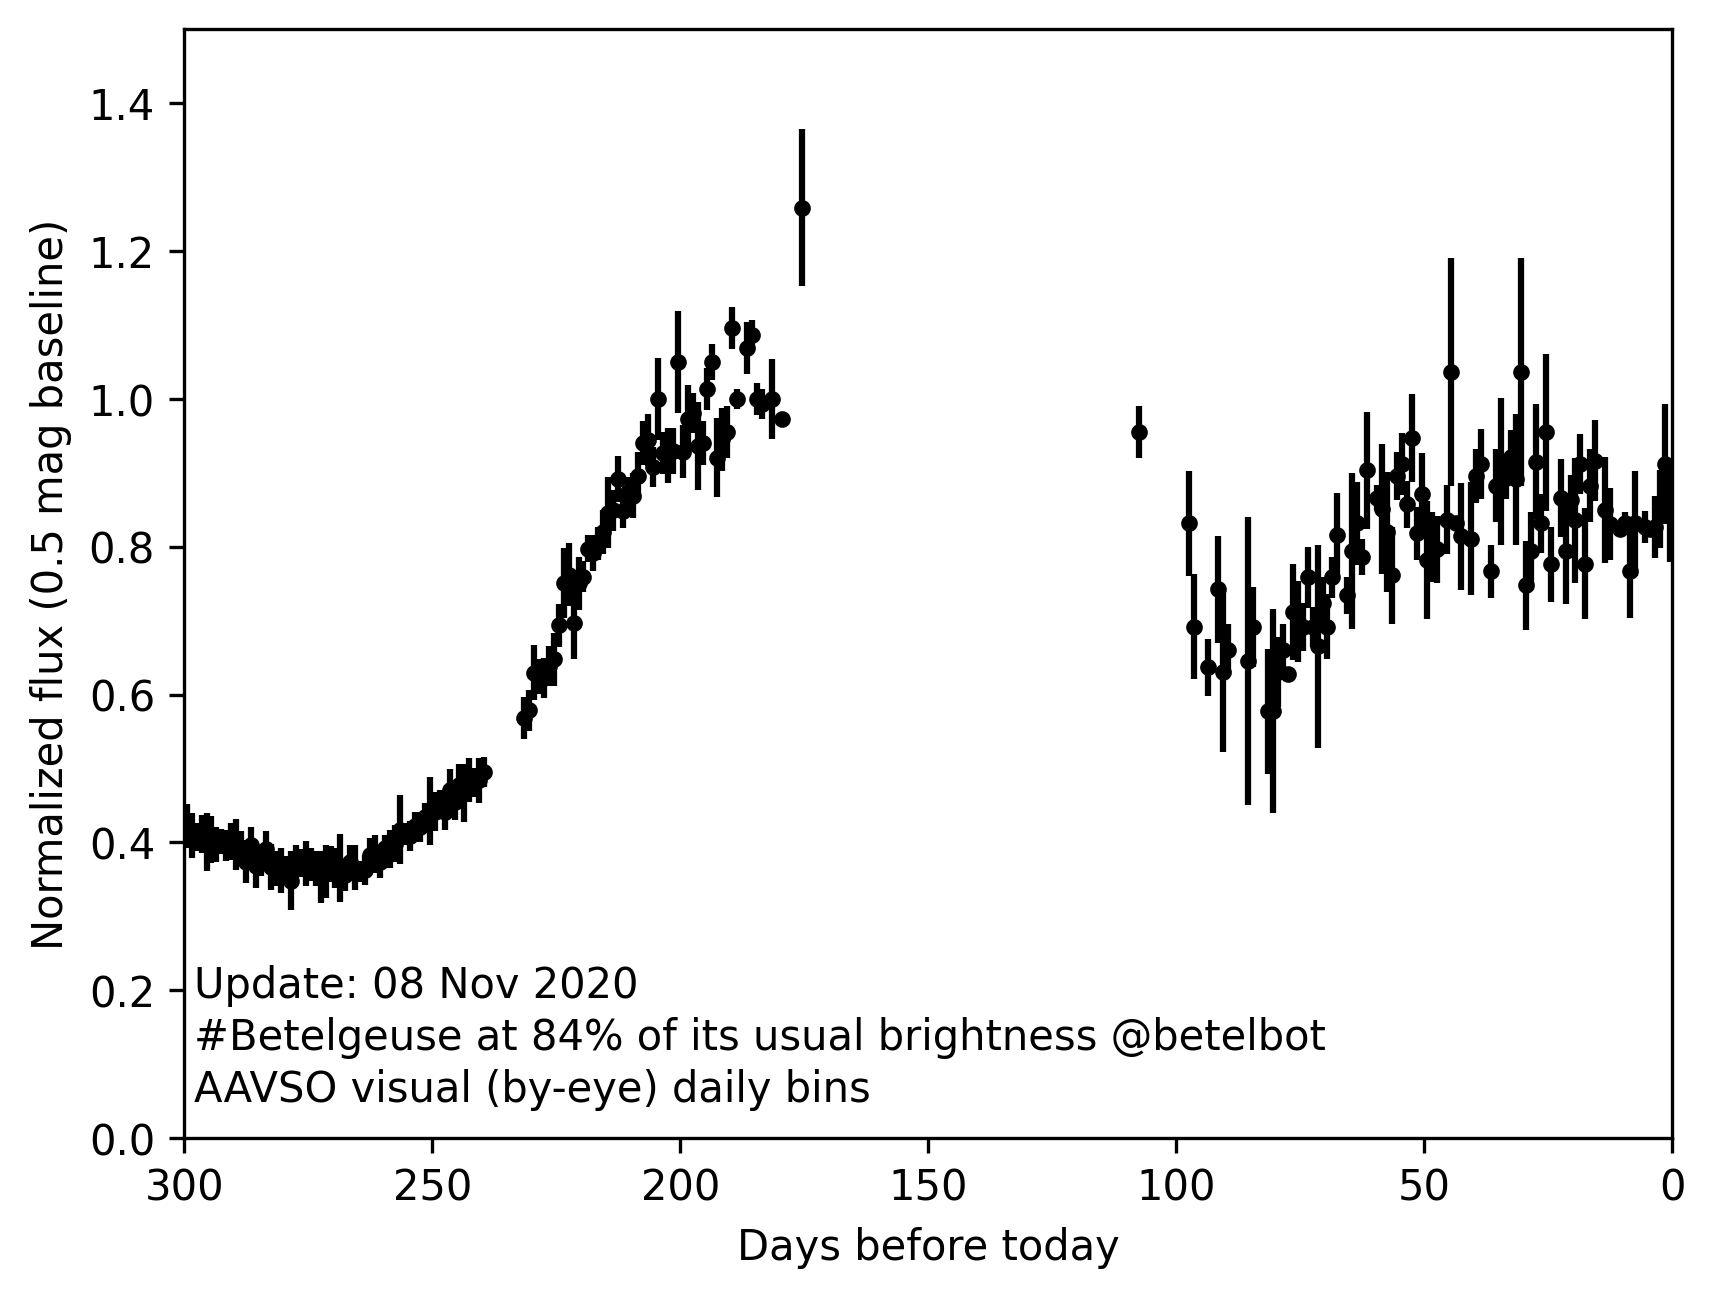 1.4
1.2
1.0
0.8
0.6
0.4
0.2
0.0
Normalized flux (0.5 mag baseline)
Update: 08 Nov 2020
#Betelgeuse at 84% of its usual brightness @betelbot
AAVSO visual (by-eye) daily bins
300 250 200 150 100 50 0
Days before today